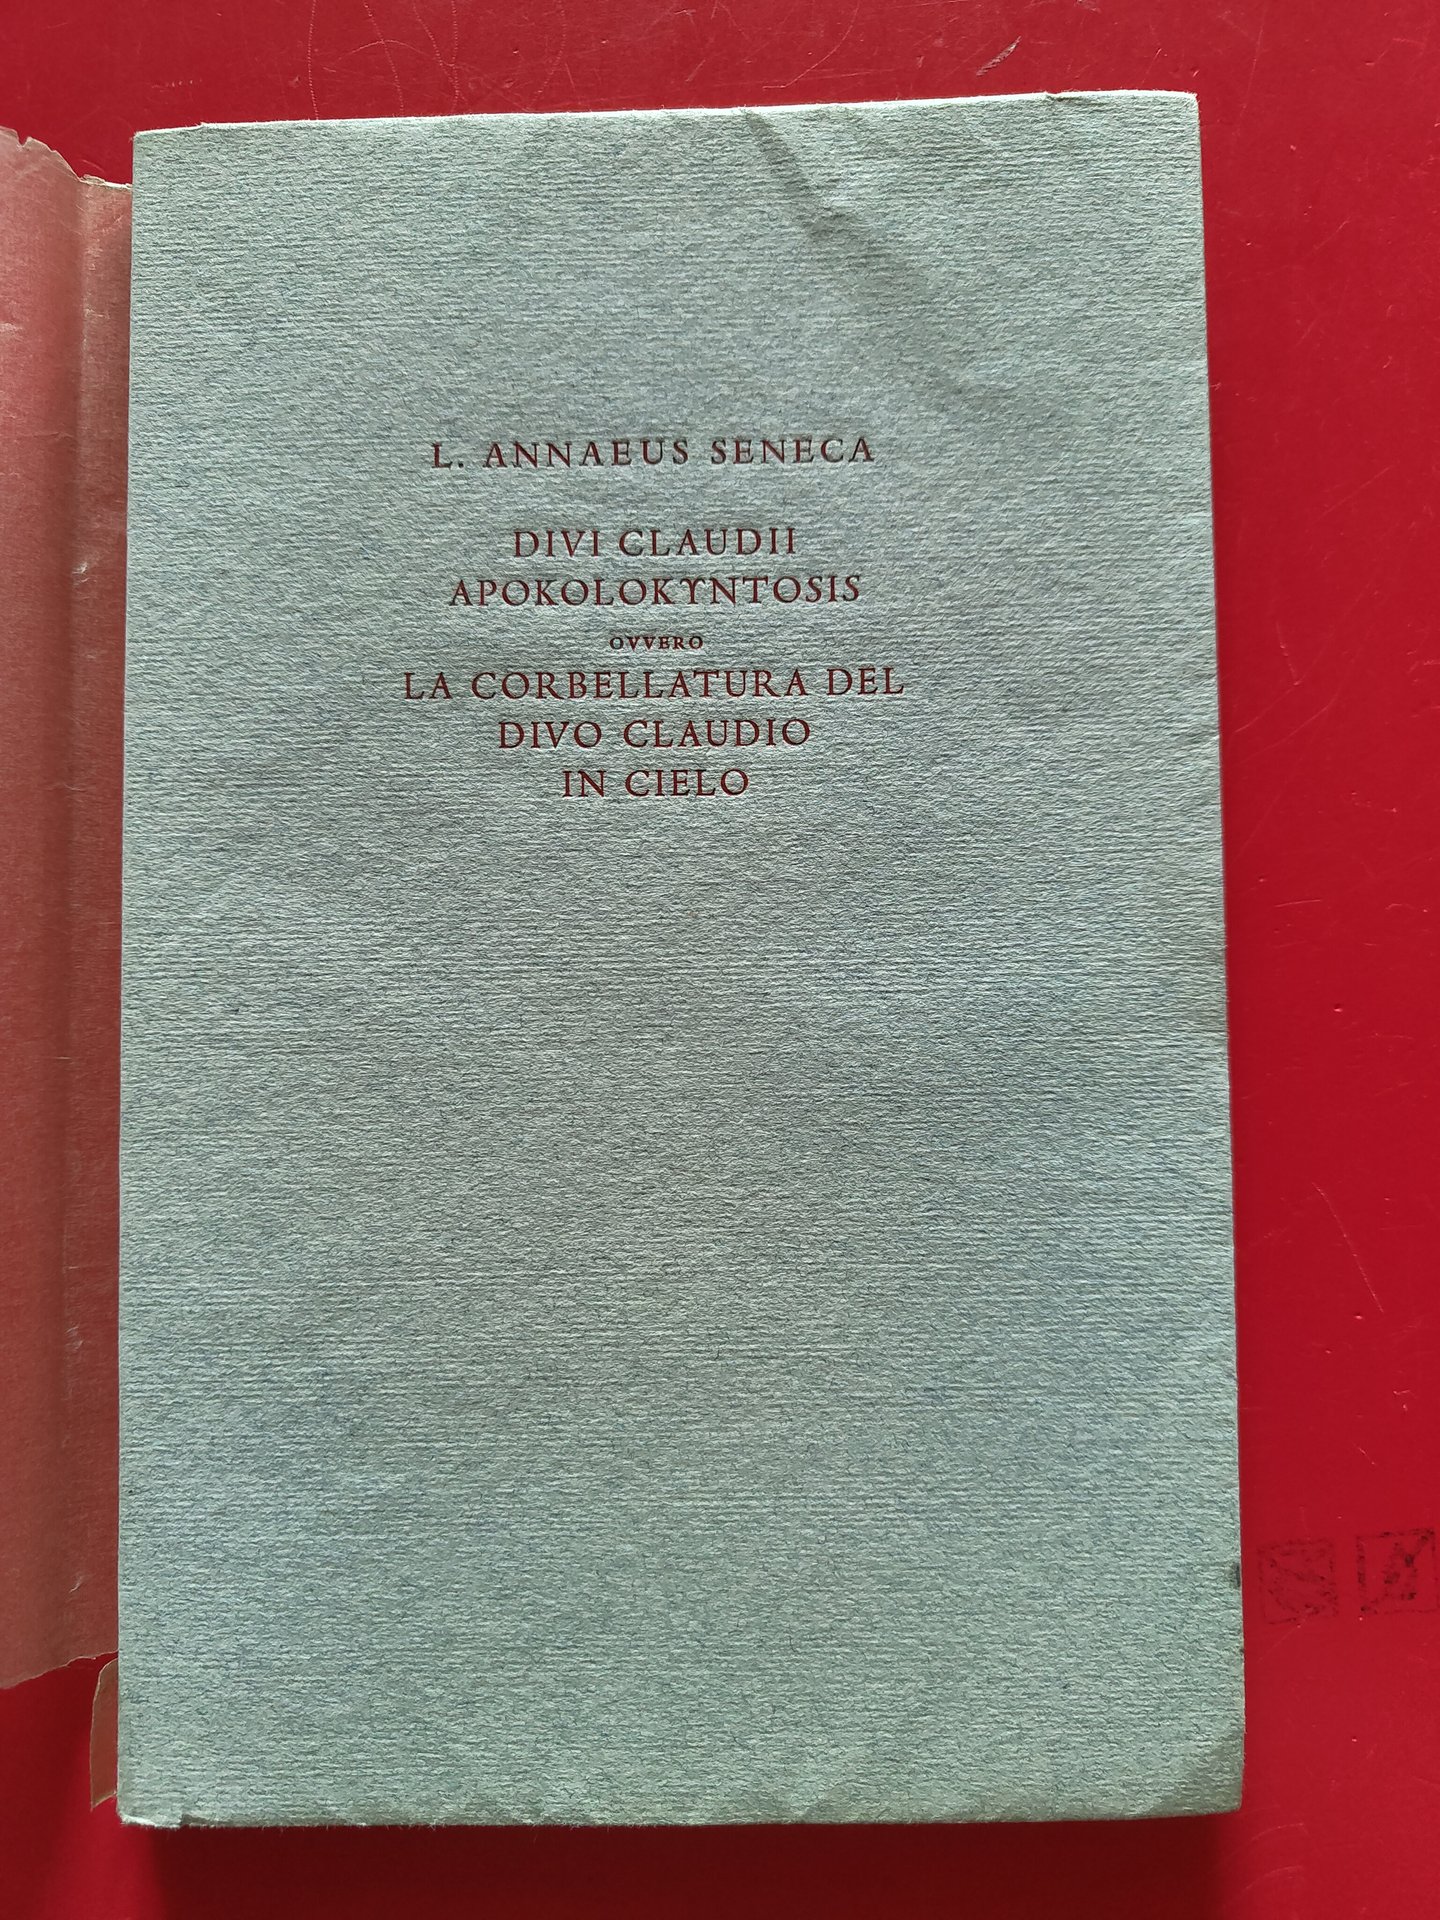 L. ANNAEUS SENECA
DIVI CLAUDII
APOKOLOKYNTOSIS
OVVERO
LA CORBELLATURA DEL
DIVO CLAUDIO
IN CIELO